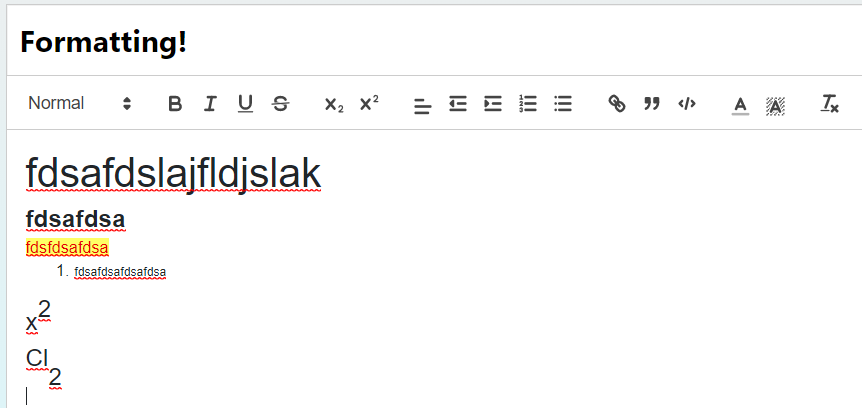 Formatting!
Normal
fdsafdslajfldjslak
fdsafdsa
fdsfdsafdsa
1. fdsafdsafdsafdsa
x²
Cl₂